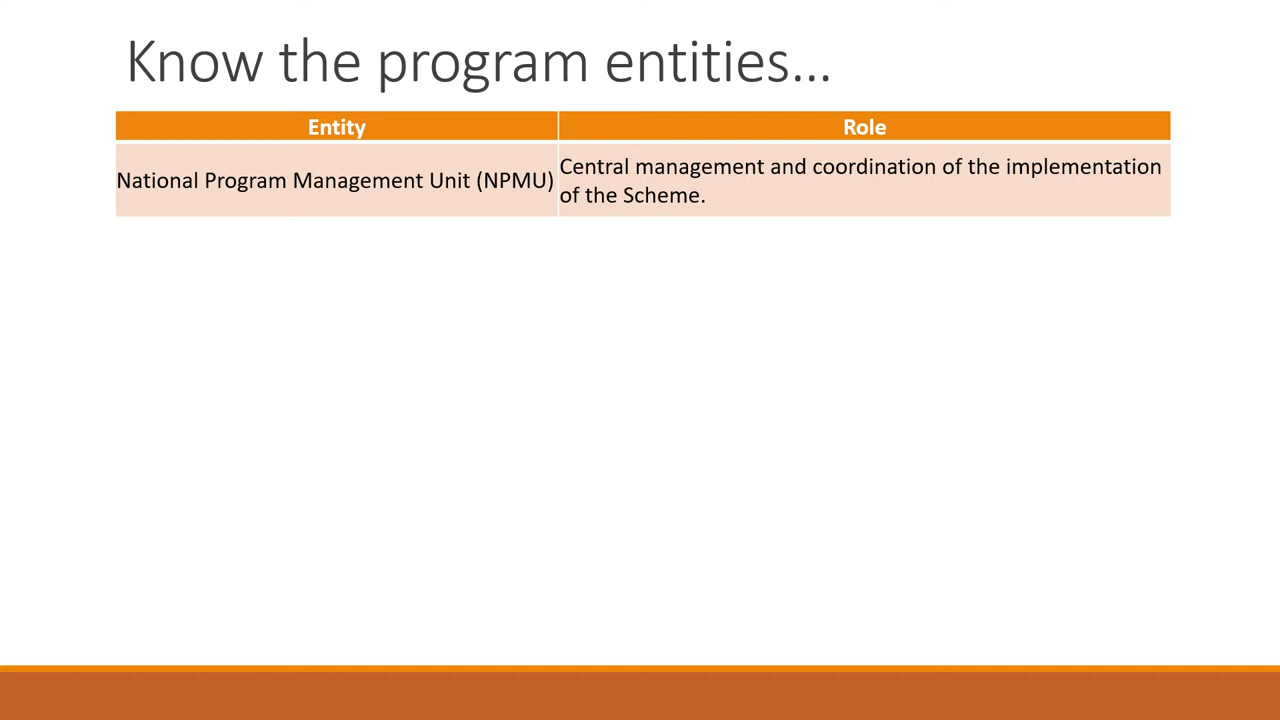 Know the program entities...
Entity
Role
National Program Management Unit (NPMU)
Central management and coordination of the implementation
of the Scheme.